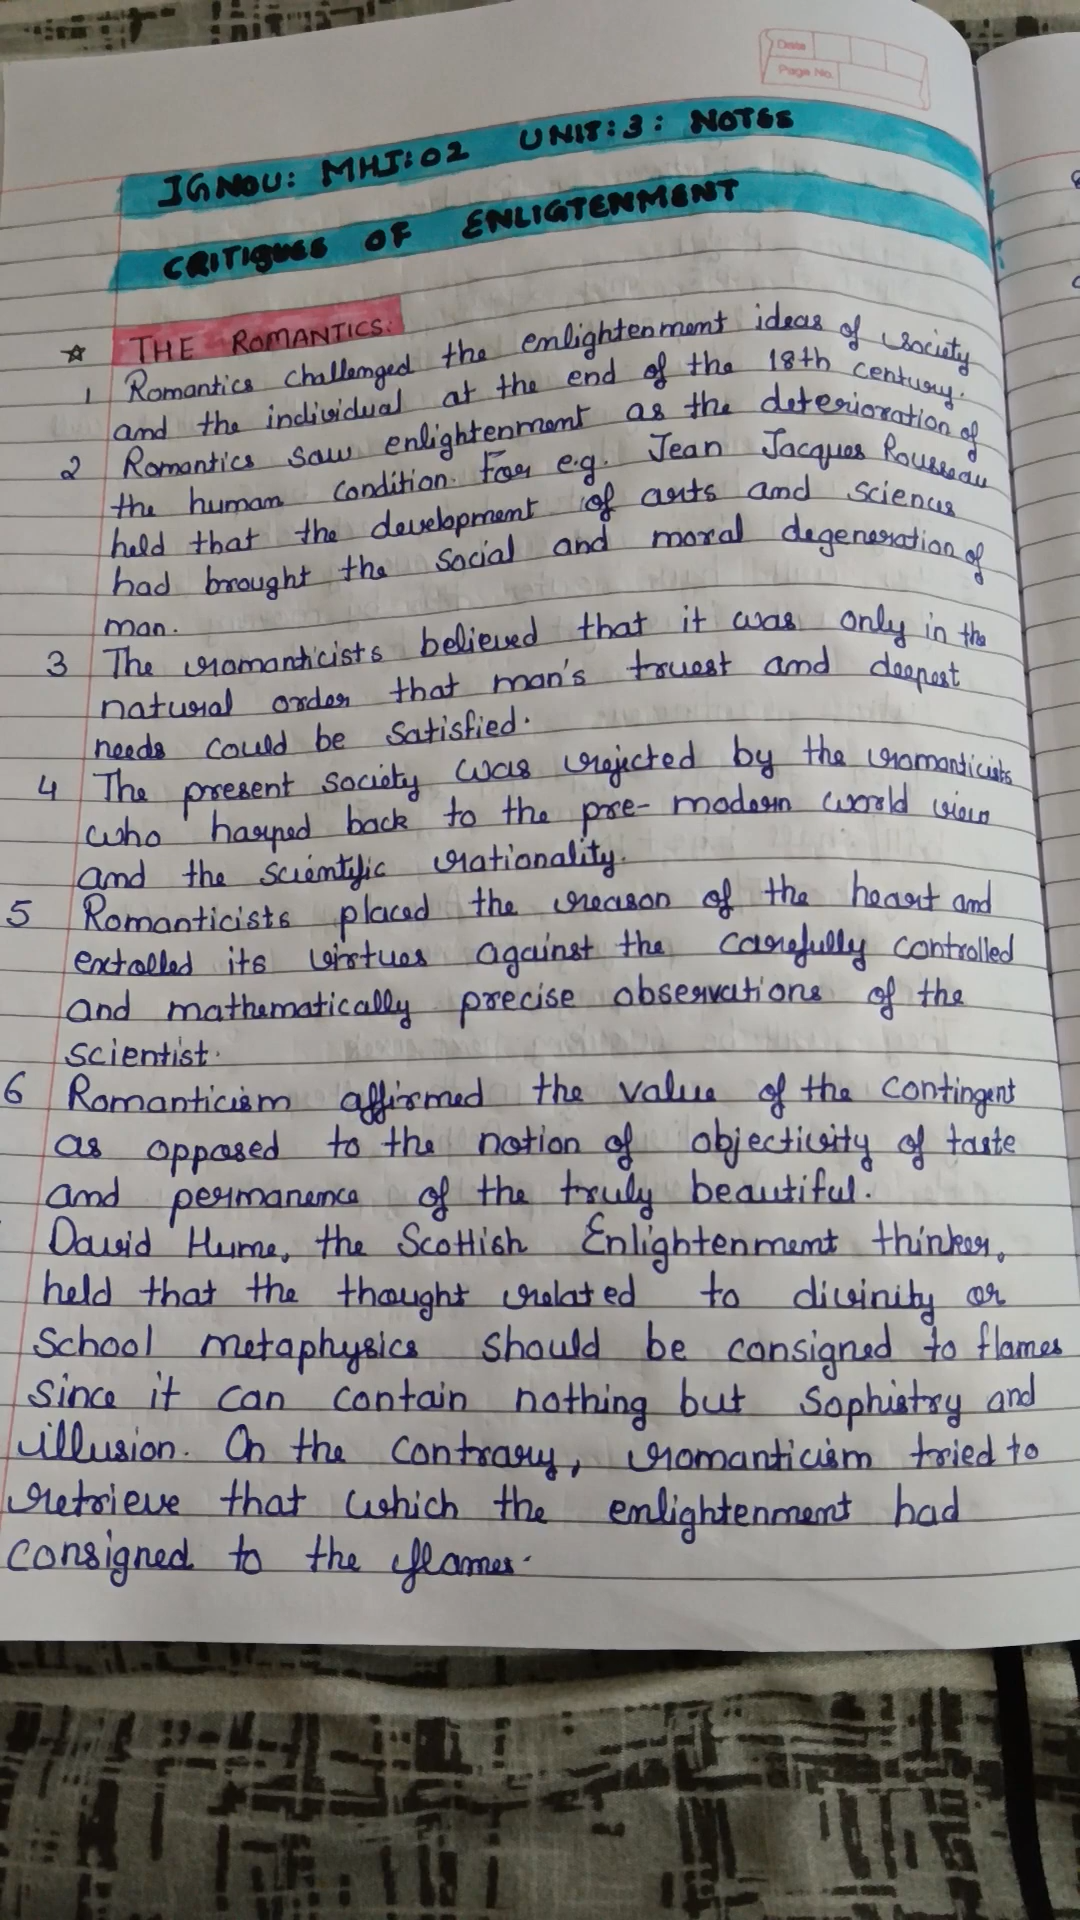 Date
Page No.
IGNOU: MHI:02 UNIT:3: NOTES
CRITIQUES OF ENLIGTENMENT
☆ THE ROMANTICS:
1 Romantics challenged the enlightenment ideas of society
and the individual at the end of the 18th century.
2 Romantics saw enlightenment as the deterioration of
the human condition. For e.g. Jean Jacques Rousseau
held that the development of arts and sciences
had brought the social and moral degeneration of
man.
3 The romanticists believed that it was only in the
natural order that man's truest and deepest
needs could be satisfied.
4 The present society was rejected by the romanticists
who harped back to the pre-modern world view
and the scientific rationality.
5 Romanticists placed the reason of the heart and
extolled its virtues against the carefully controlled
and mathematically precise observations of the
scientist.
6 Romanticism affirmed the value of the contingent
as opposed to the notion of objectivity of taste
and permanence of the truly beautiful.
David Hume, the Scottish Enlightenment thinker,
held that the thought related to divinity or
school metaphysics should be consigned to flames
since it can contain nothing but sophistry and
illusion. On the contrary, romanticism tried to
retrieve that which the enlightenment had
consigned to the flames.